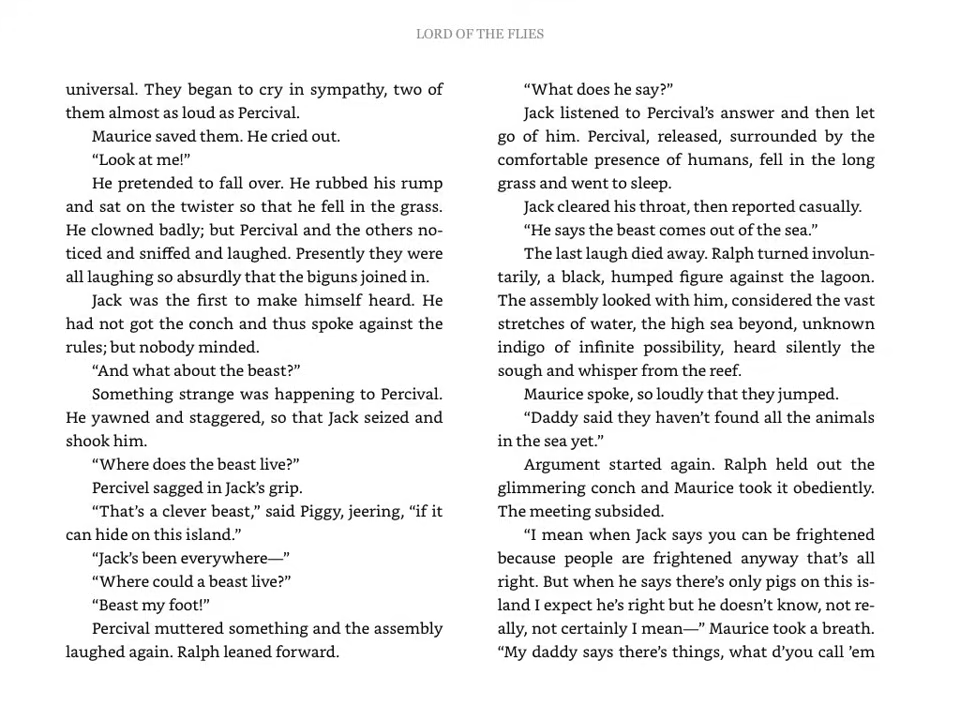 LORD OF THE FLIES
universal. They began to cry in sympathy, two of
them almost as loud as Percival.
Maurice saved them. He cried out.
“Look at me!”
He pretended to fall over. He rubbed his rump
and sat on the twister so that he fell in the grass.
He clowned badly; but Percival and the others no-
ticed and sniffed and laughed. Presently they were
all laughing so absurdly that the biguns joined in.
Jack was the first to make himself heard. He
had not got the conch and thus spoke against the
rules; but nobody minded.
“And what about the beast?”
Something strange was happening to Percival.
He yawned and staggered, so that Jack seized and
shook him.
“Where does the beast live?”
Percivel sagged in Jack’s grip.
“That’s a clever beast,” said Piggy, jeering, “if it
can hide on this island.”
“Jack’s been everywhere—”
“Where could a beast live?”
“Beast my foot!”
Percival muttered something and the assembly
laughed again. Ralph leaned forward.
“What does he say?”
Jack listened to Percival’s answer and then let
go of him. Percival, released, surrounded by the
comfortable presence of humans, fell in the long
grass and went to sleep.
Jack cleared his throat, then reported casually.
“He says the beast comes out of the sea.”
The last laugh died away. Ralph turned involun-
tarily, a black, humped figure against the lagoon.
The assembly looked with him, considered the vast
stretches of water, the high sea beyond, unknown
indigo of infinite possibility, heard silently the
sough and whisper from the reef.
Maurice spoke, so loudly that they jumped.
“Daddy said they haven’t found all the animals
in the sea yet.”
Argument started again. Ralph held out the
glimmering conch and Maurice took it obediently.
The meeting subsided.
“I mean when Jack says you can be frightened
because people are frightened anyway that’s all
right. But when he says there’s only pigs on this is-
land I expect he’s right but he doesn’t know, not re-
ally, not certainly I mean—” Maurice took a breath.
“My daddy says there’s things, what d’you call ’em